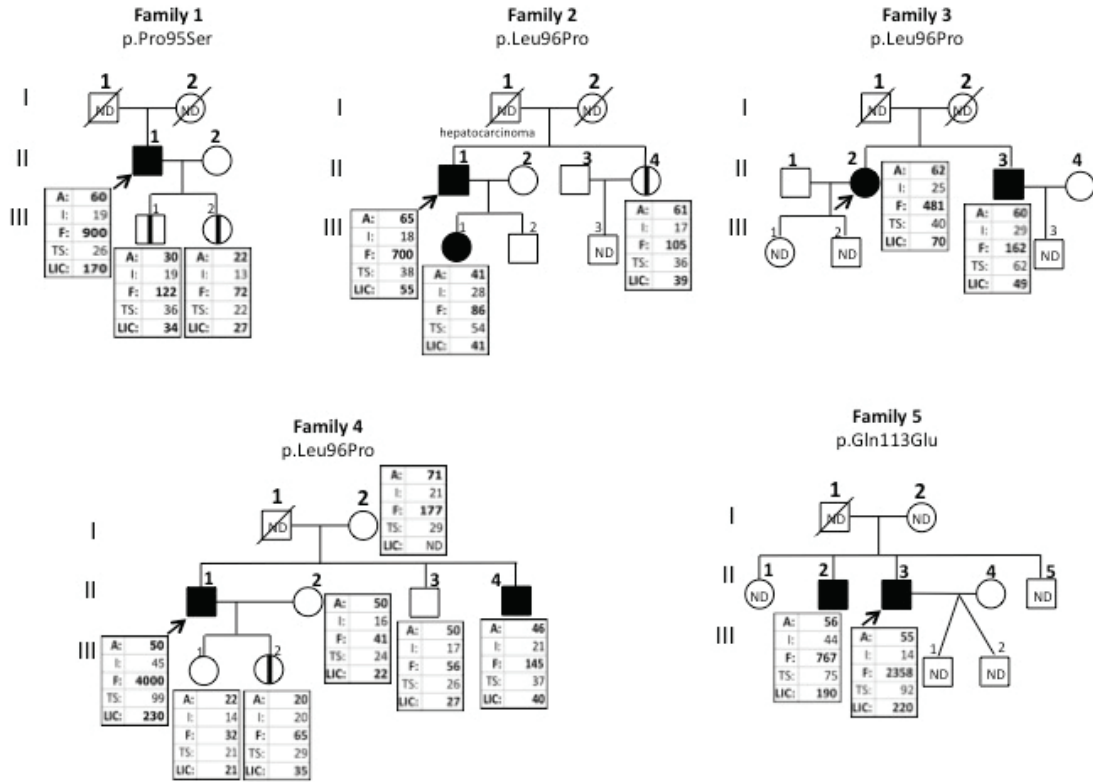 Family 1
p.Pro95Ser
I
II
III
1
2
ND
ND
1
2
A: 60
I: 19
F: 900
TS: 26
LIC: 170
1
2
A: 30
I: 19
F: 122
TS: 36
LIC: 34
A: 22
I: 13
F: 72
TS: 22
LIC: 27
Family 2
p.Leu96Pro
I
II
III
1
2
ND
ND
hepatocarcinoma
1
2
3
4
A: 65
I: 18
F: 700
TS: 38
LIC: 55
1
2
3
ND
A: 61
I: 17
F: 105
TS: 36
LIC: 39
A: 41
I: 28
F: 86
TS: 54
LIC: 41
Family 3
p.Leu96Pro
I
II
III
1
2
ND
ND
1
2
3
4
A: 62
I: 25
F: 481
TS: 40
LIC: 70
A: 60
I: 29
F: 162
TS: 62
LIC: 49
1
2
3
ND
ND
ND
Family 4
p.Leu96Pro
I
II
III
1
2
ND
A: 71
I: 21
F: 177
TS: 29
LIC: ND
1
2
3
4
A: 50
I: 45
F: 4000
TS: 99
LIC: 230
A: 50
I: 16
F: 41
TS: 24
LIC: 22
A: 50
I: 17
F: 56
TS: 26
LIC: 27
A: 46
I: 21
F: 145
TS: 37
LIC: 40
1
2
A: 22
I: 14
F: 32
TS: 21
LIC: 21
A: 20
I: 20
F: 65
TS: 29
LIC: 35
Family 5
p.Gln113Glu
I
II
III
1
2
ND
ND
1
2
3
4
5
ND
ND
A: 56
I: 44
F: 767
TS: 75
LIC: 190
A: 55
I: 14
F: 2358
TS: 92
LIC: 220
1
2
ND
ND